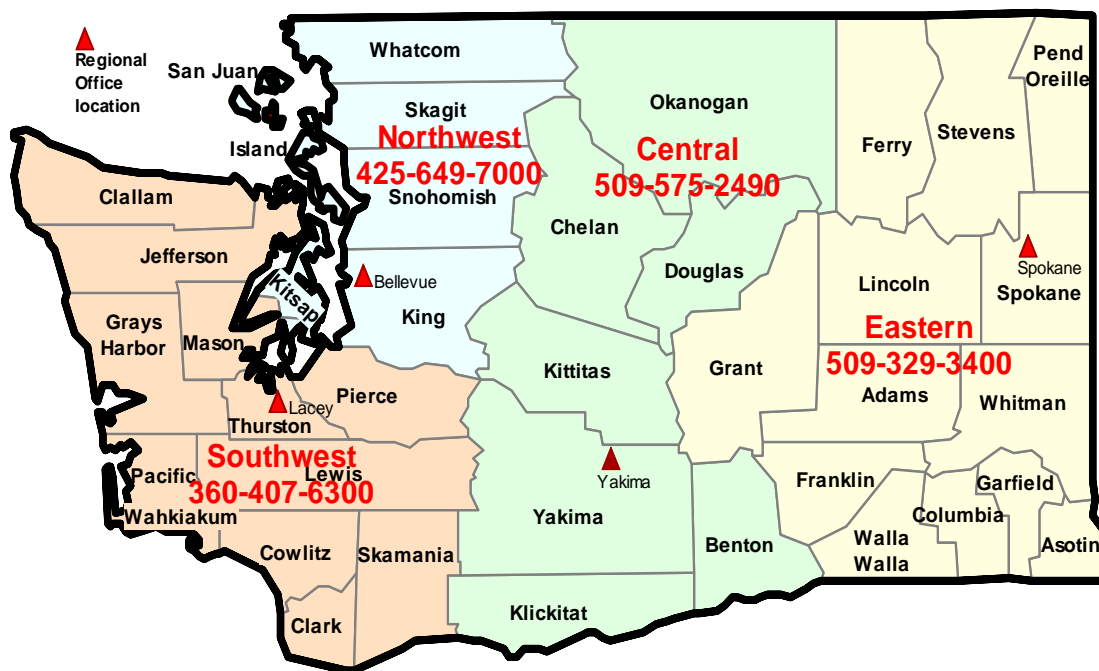 Regional
Office
location
San Juan
Whatcom
Skagit
Island
Northwest
425-649-7000
Snohomish
Okanogan
Central
509-575-2490
Ferry
Stevens
Pend
Oreille
Clallam
Jefferson
Chelan
Douglas
Kitsap
Bellevue
King
Lincoln
Spokane
Spokane
Grays
Harbor
Mason
Eastern
509-329-3400
Kittitas
Grant
Adams
Whitman
Pierce
Lacey
Thurston
Southwest
360-407-6300
Lewis
Pacific
Wahkiakum
Yakima
Yakima
Franklin
Garfield
Columbia
Walla
Walla
Asotin
Benton
Cowlitz
Skamania
Klickitat
Clark